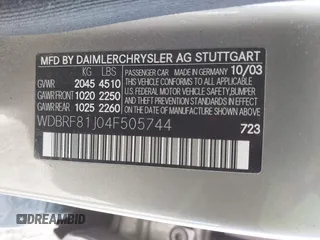 MFD. BY DAIMLERCHRYSLER AG STUTTGART
KG LBS PASSENGER CAR MADE IN GERMANY 10/03
GVWR 2045 4510
GAWR FRONT 1020 2250
GAWR REAR 1025 2260
THIS VEHICLE CONFORMS TO ALL APPLICABLE
U.S. FEDERAL MOTOR VEHICLE SAFETY
BUMPER AND THEFT PREVENTION STANDARDS
IN EFFECT ON THE DATE OF
MANUFACTURE SHOWN ABOVE
WDBRF81J04F505744
723
DREAMBID